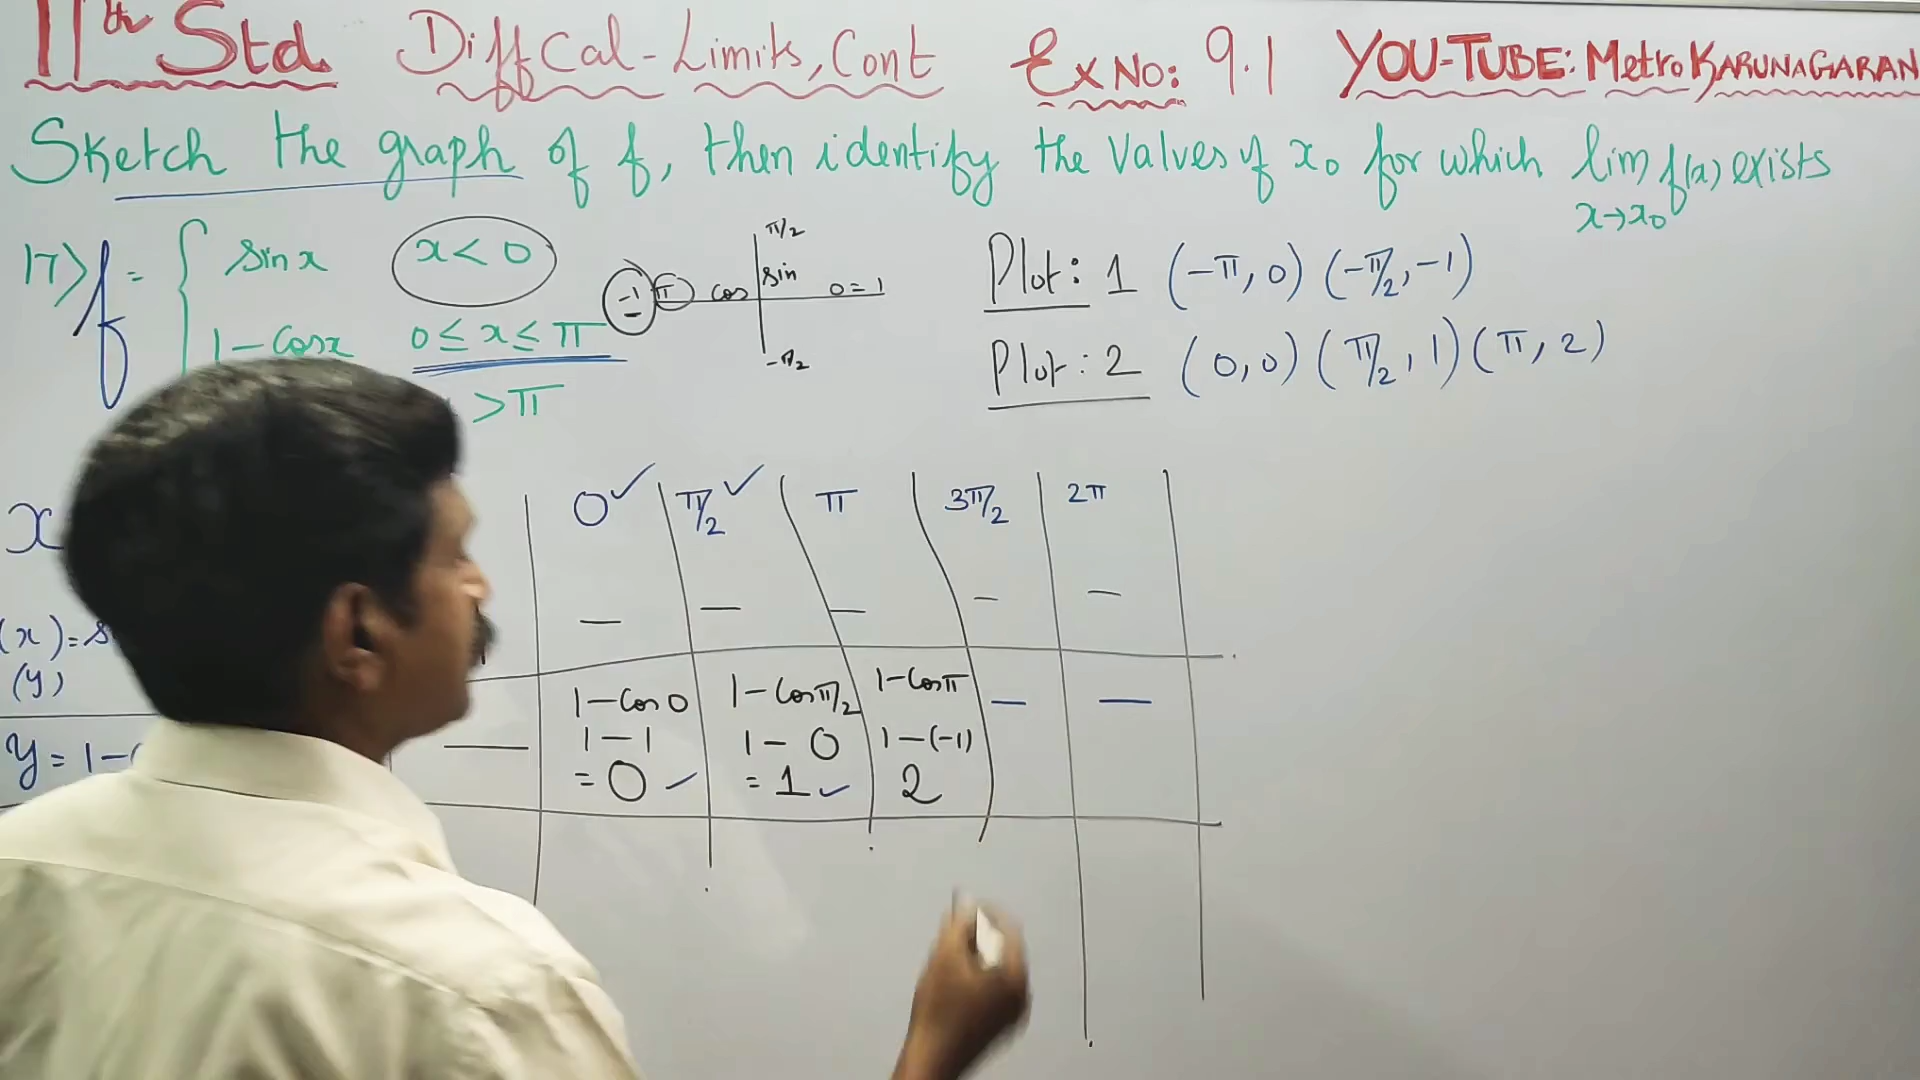 11th Std. Diff Cal - Limits, Cont Ex No: 9.1 YOU-TUBE: Metro KARUNAGARAN
Sketch the graph of f, then identify the values of x₀ for which lim f(x) exists
x→x₀
17) f = { sin x x < 0
1 - Cos x 0 ≤ x ≤ π
> π
π/2
sin
-1 π cos 0 = 1
-π/2
Plot: 1 (-π, 0) (-π/2, -1)
Plot: 2 (0, 0) (π/2, 1) (π, 2)
x 0 ✓ π/2 ✓ π 3π/2 2π
(x) = s — — — — —
(y)
y = 1 - — 1 - Cos 0 1 - Cos π/2 1 - Cos π — —
1 - 1 1 - 0 1 - (-1)
= 0 ✓ = 1 ✓ 2